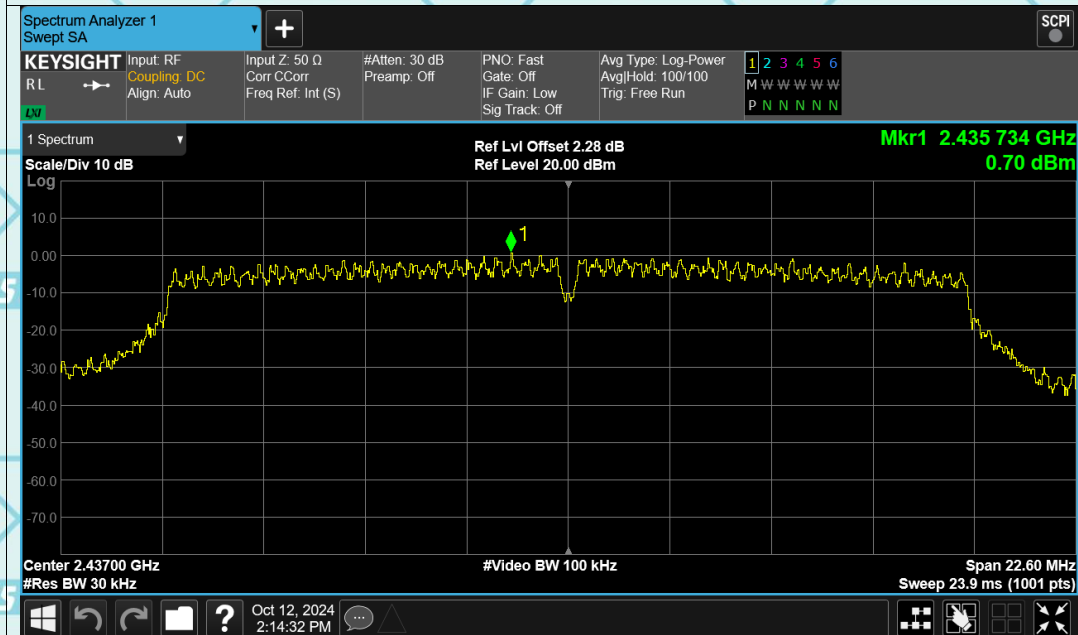 Spectrum Analyzer 1
Swept SA
+
SCPI
KEYSIGHT
R L
LXI
Input: RF
Coupling: DC
Align: Auto
Input Z: 50 Ω
Corr CCorr
Freq Ref: Int (S)
#Atten: 30 dB
Preamp: Off
PNO: Fast
Gate: Off
IF Gain: Low
Sig Track: Off
Avg Type: Log-Power
Avg|Hold: 100/100
Trig: Free Run
1 2 3 4 5 6
M W W W W W
P N N N N N
1 Spectrum
Scale/Div 10 dB
Log
Ref Lvl Offset 2.28 dB
Ref Level 20.00 dBm
Mkr1 2.435 734 GHz
0.70 dBm
1
10.0
0.00
-10.0
-20.0
-30.0
-40.0
-50.0
-60.0
-70.0
Center 2.43700 GHz
#Res BW 30 kHz
#Video BW 100 kHz
Span 22.60 MHz
Sweep 23.9 ms (1001 pts)
?
Oct 12, 2024
2:14:32 PM